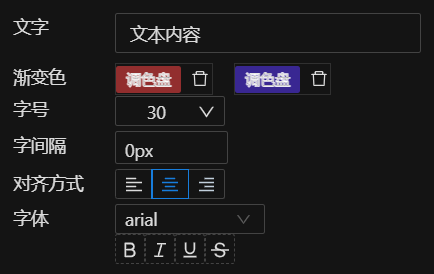 文字 文本内容
渐变色 调色盘 调色盘
字号 30
字间隔 0px
对齐方式
字体 arial
B I U S